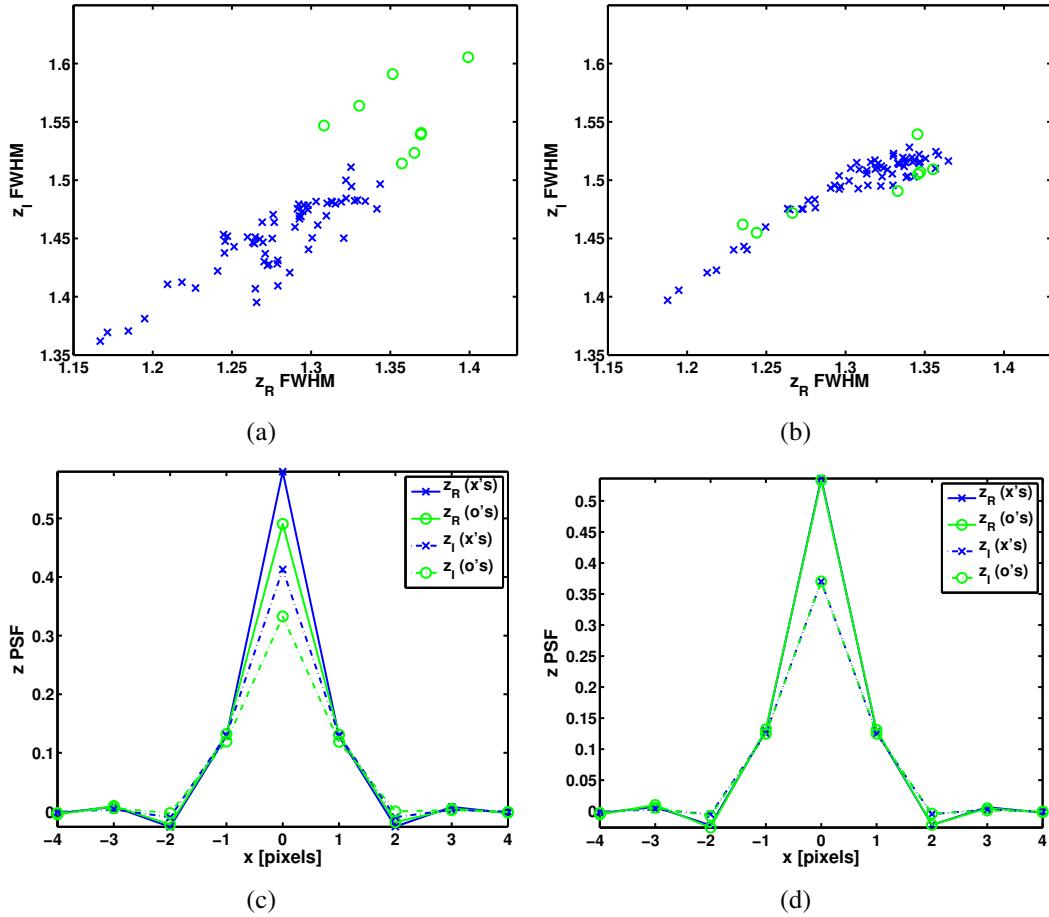 z_I FWHM
1.6
1.55
1.5
1.45
1.4
1.35
1.15 1.2 1.25 1.3 1.35 1.4
z_R FWHM
(a)
z_I FWHM
1.6
1.55
1.5
1.45
1.4
1.35
1.15 1.2 1.25 1.3 1.35 1.4
z_R FWHM
(b)
z PSF
0.5
0.4
0.3
0.2
0.1
0
−4 −3 −2 −1 0 1 2 3 4
x [pixels]
z_R (x's)
z_R (o's)
z_I (x's)
z_I (o's)
(c)
z PSF
0.5
0.45
0.4
0.35
0.3
0.25
0.2
0.15
0.1
0.05
0
−4 −3 −2 −1 0 1 2 3 4
x [pixels]
z_R (x's)
z_R (o's)
z_I (x's)
z_I (o's)
(d)